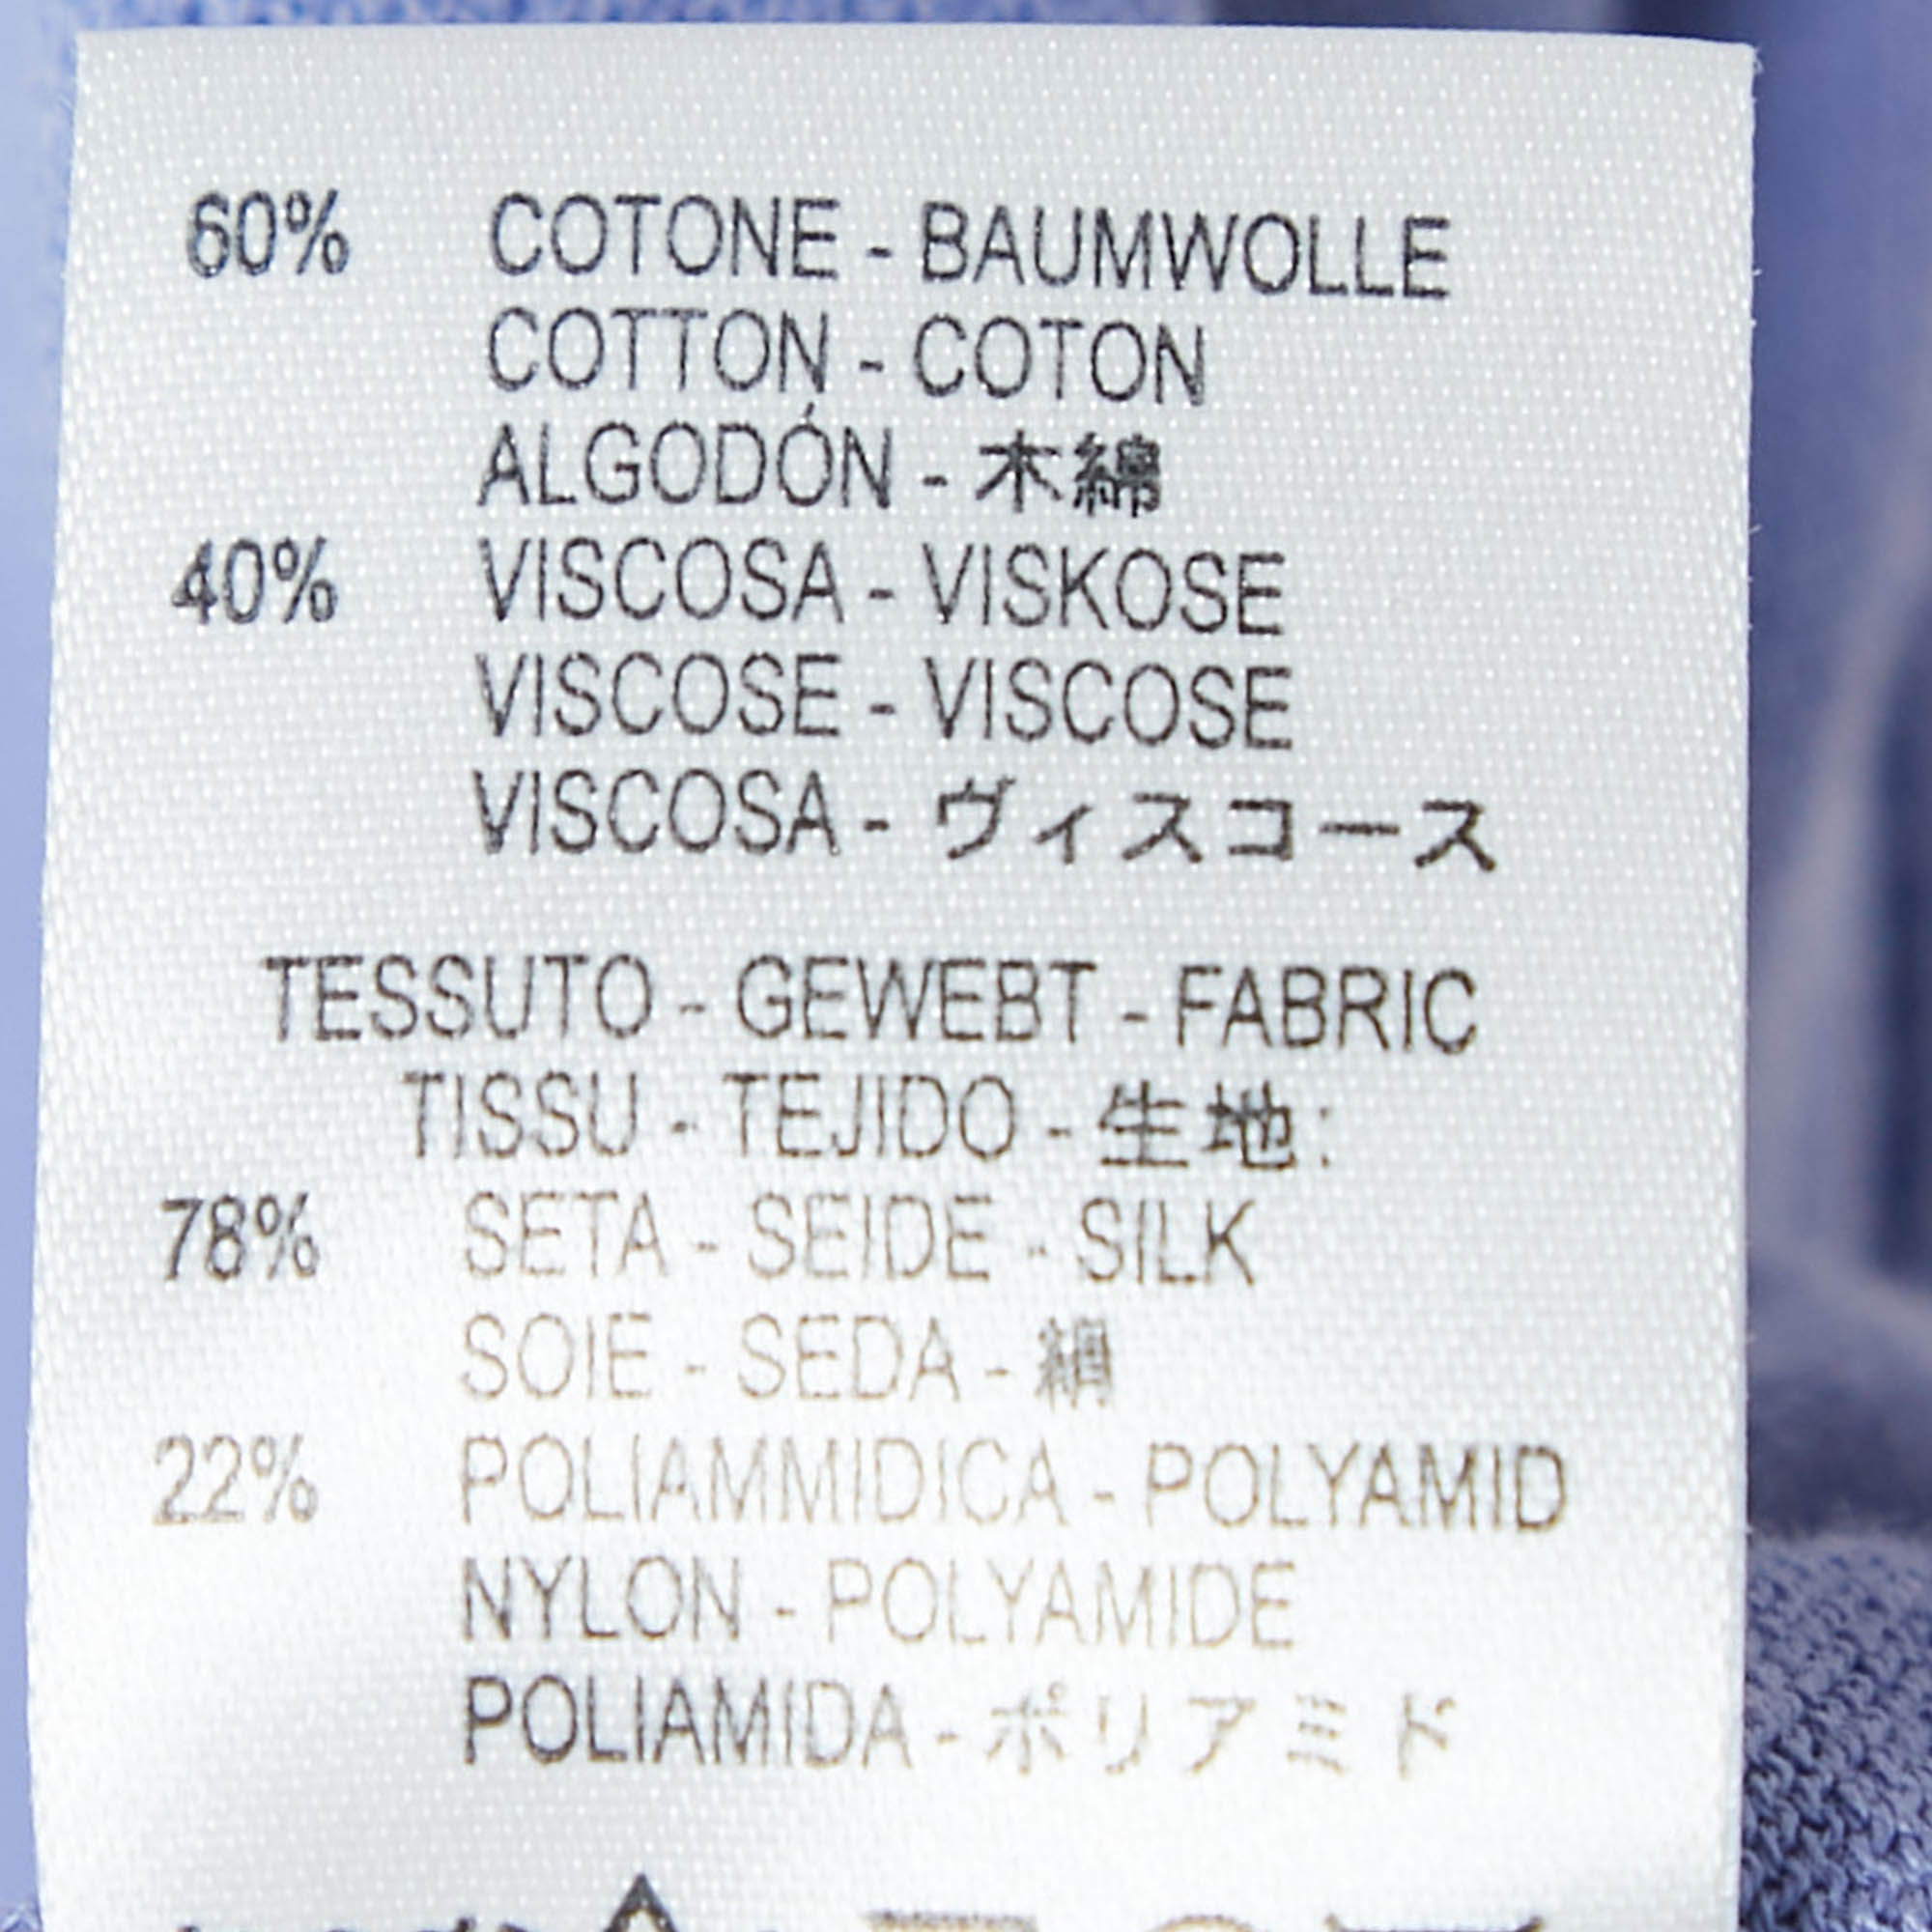 60% COTONE - BAUMWOLLE
COTTON - COTON
ALGODÓN - 木綿
40% VISCOSA - VISKOSE
VISCOSE - VISCOSE
VISCOSA - ヴィスコース
TESSUTO - GEWEBT - FABRIC
TISSU - TEJIDO - 生地:
78% SETA - SEIDE - SILK
SOIE - SEDA - 絹
22% POLIAMMIDICA - POLYAMID
NYLON - POLYAMIDE
POLIAMIDA - ポリアミド